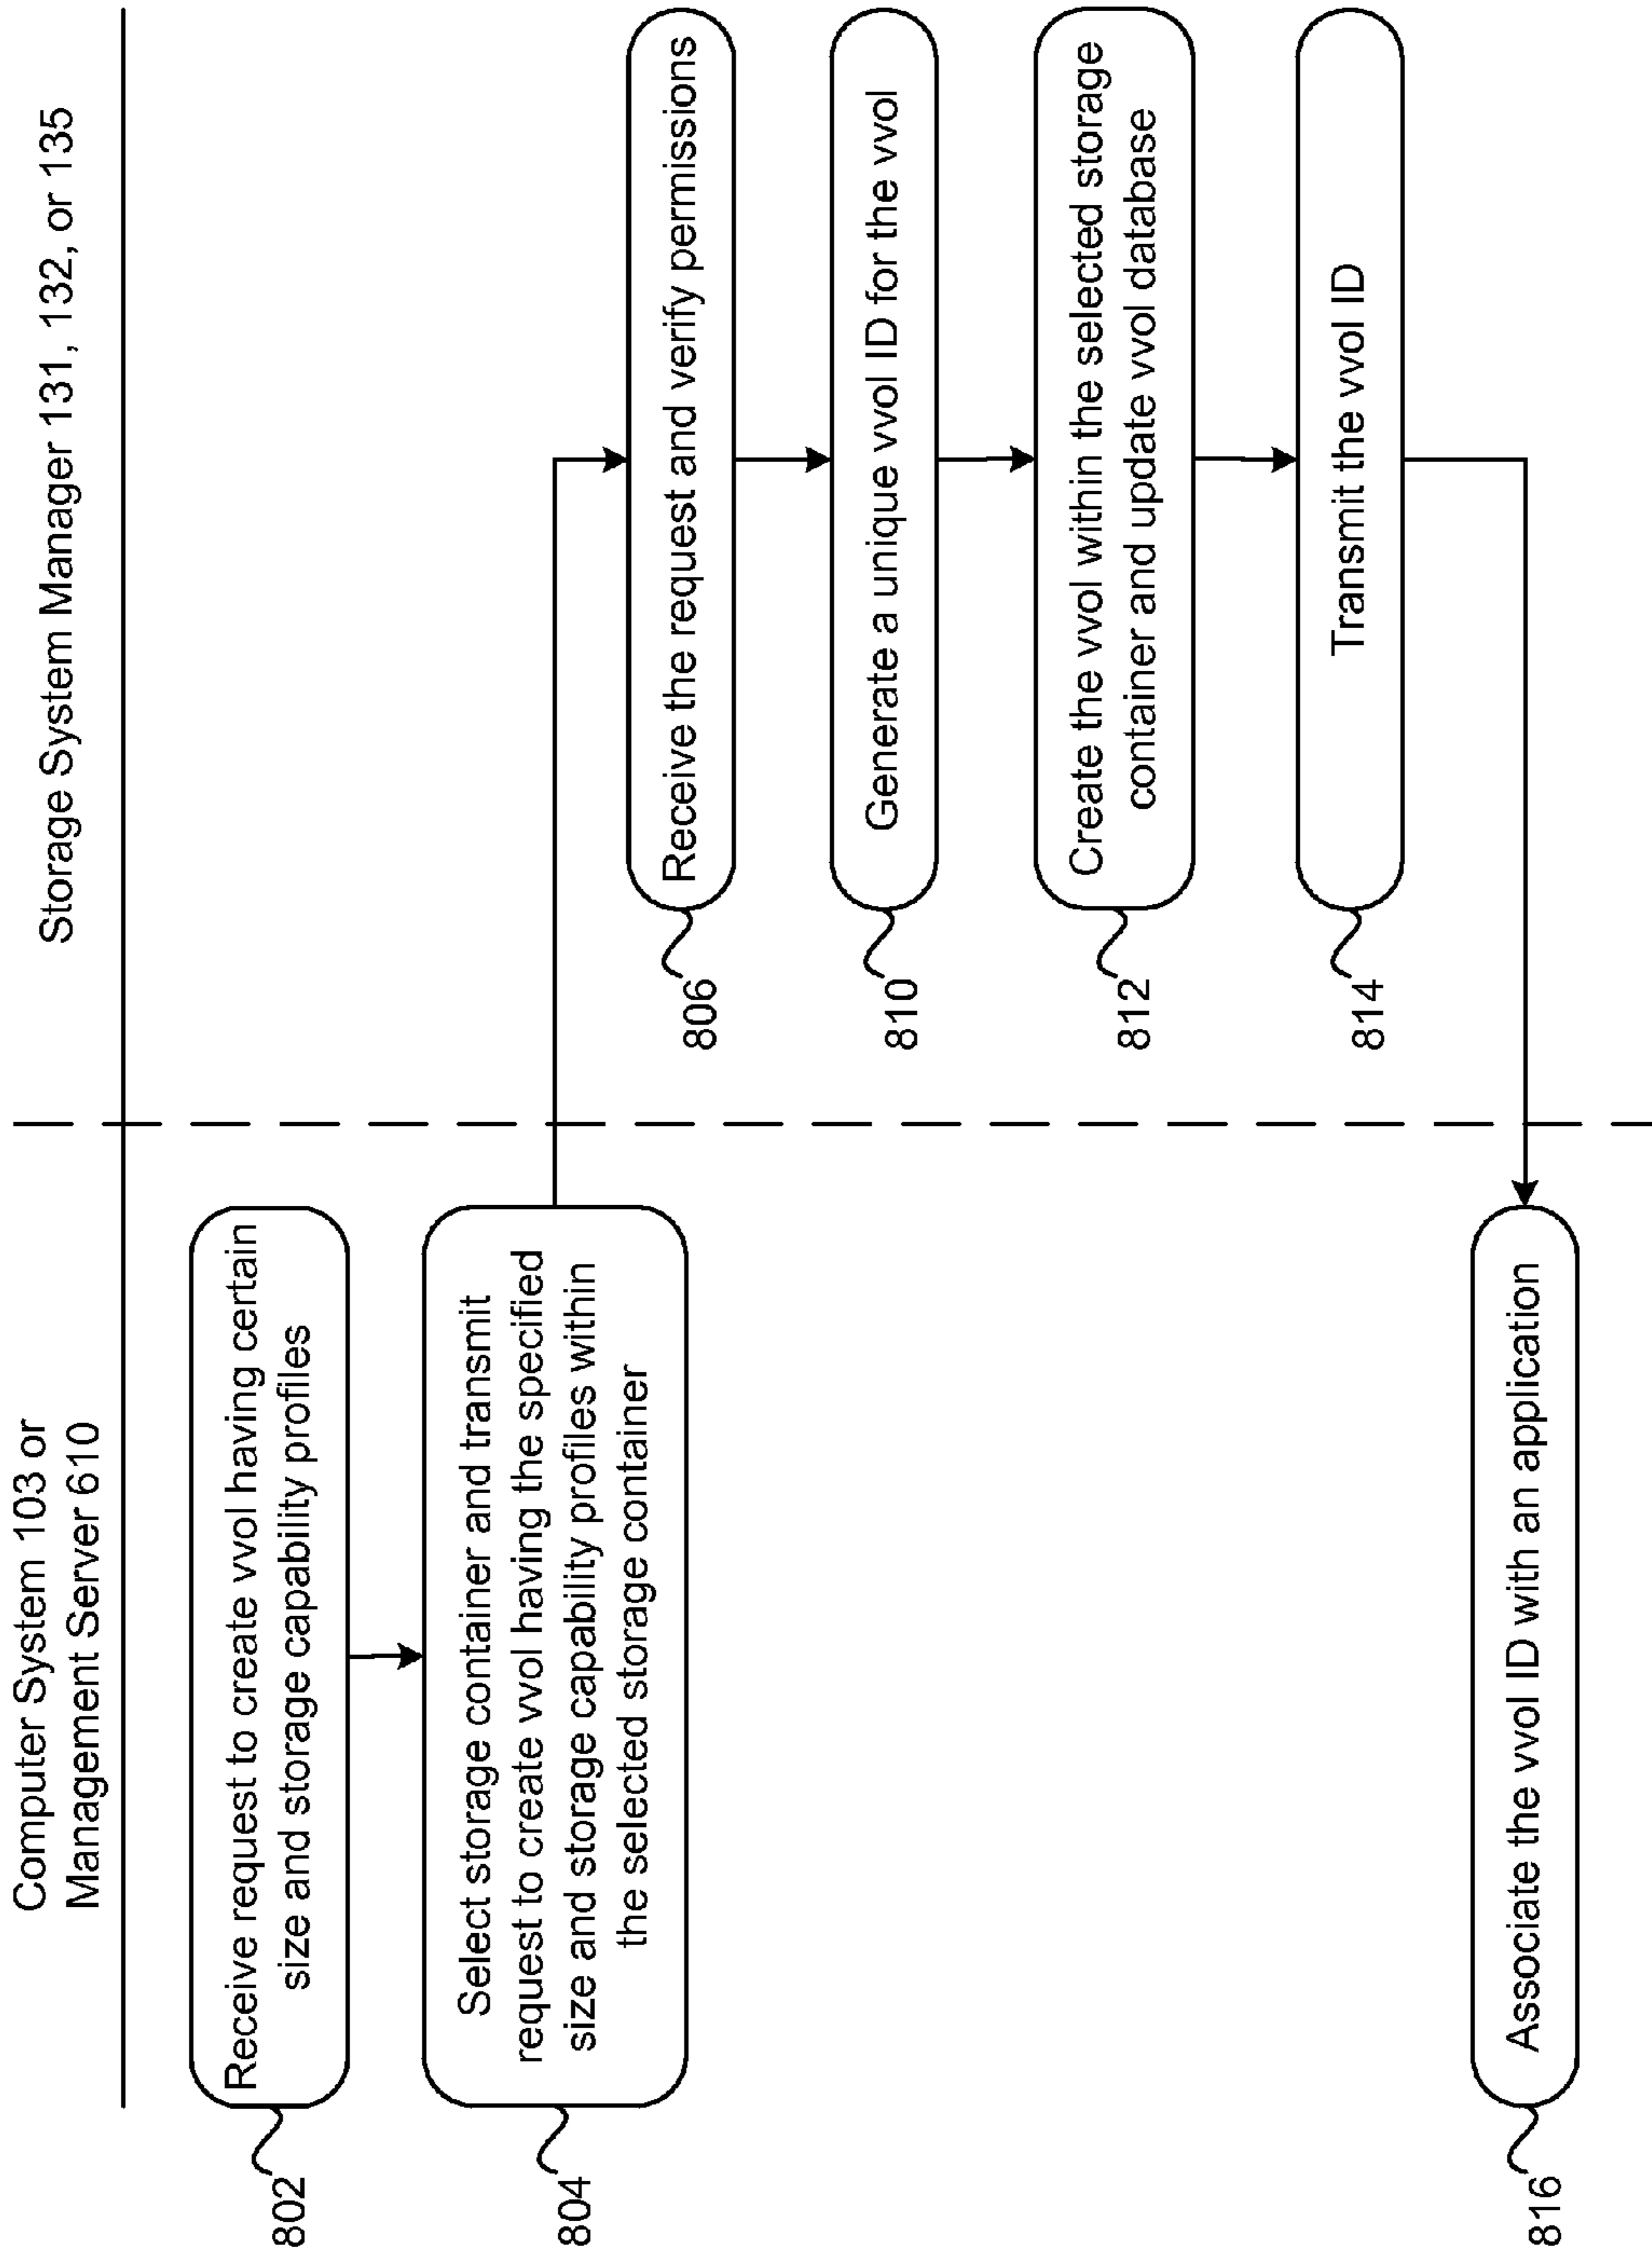 Computer System 103 or
Management Server 610
Storage System Manager 131, 132, or 135
802
Receive request to create vvol having certain
size and storage capability profiles
804
Select storage container and transmit
request to create vvol having the specified
size and storage capability profiles within
the selected storage container
806
Receive the request and verify permissions
810
Generate a unique vvol ID for the vvol
812
Create the vvol within the selected storage
container and update vvol database
814
Transmit the vvol ID
816
Associate the vvol ID with an application